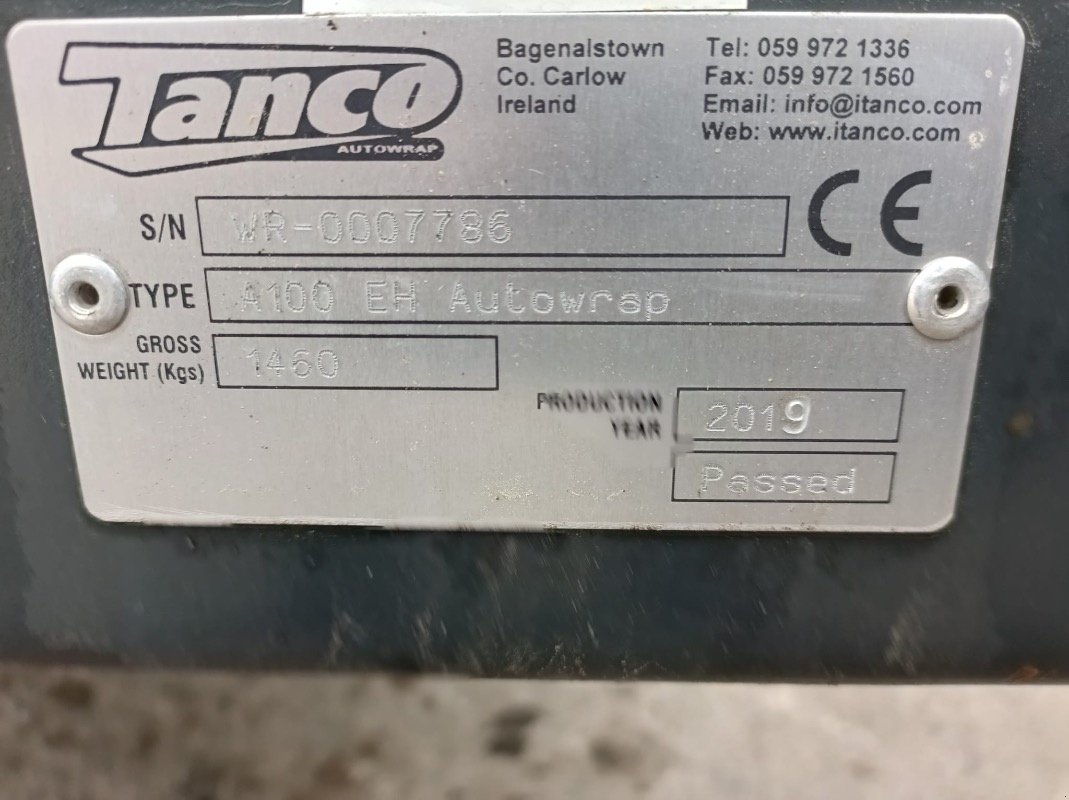 Tanco
AUTOWRAP
Bagenalstown
Co. Carlow
Ireland
Tel: 059 972 1336
Fax: 059 972 1560
Email: info@itanco.com
Web: www.itanco.com
CE
S/N WR-0007786
TYPE A100 EH Autowrap
GROSS
WEIGHT (Kgs) 1460
PRODUCTION
YEAR 2019
Passed